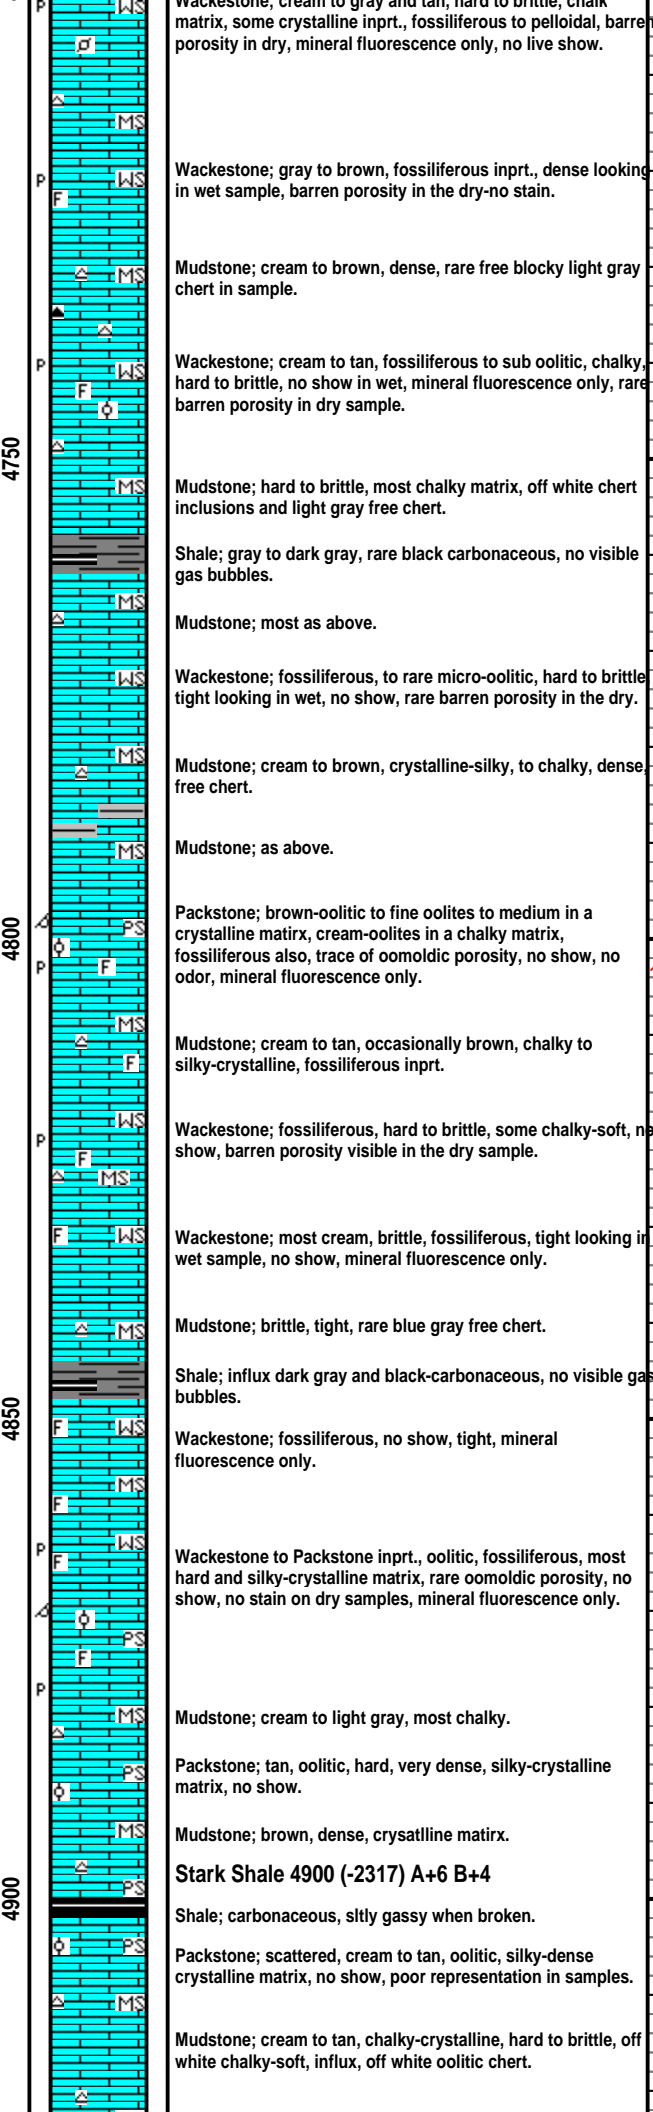 P
WS
Wackestone; cream to gray and tan, hard to brittle, chalk
matrix, some crystalline inprt., fossiliferous to pelloidal, barren
porosity in dry, mineral fluorescence only, no live show.
MS
P
WS
F
Wackestone; gray to brown, fossiliferous inprt., dense looking
in wet sample, barren porosity in the dry-no stain.
MS
Mudstone; cream to brown, dense, rare free blocky light gray
chert in sample.
P
WS
F
Wackestone; cream to tan, fossiliferous to sub oolitic, chalky,
hard to brittle, no show in wet, mineral fluorescence only, rare
barren porosity in dry sample.
4750
MS
Mudstone; hard to brittle, most chalky matrix, off white chert
inclusions and light gray free chert.
Shale; gray to dark gray, rare black carbonaceous, no visible
gas bubbles.
MS
Mudstone; most as above.
WS
Wackestone; fossiliferous, to rare micro-oolitic, hard to brittle
tight looking in wet, no show, rare barren porosity in the dry.
MS
Mudstone; cream to brown, crystalline-silky, to chalky, dense,
free chert.
MS
Mudstone; as above.
4800
PS
P
F
Packstone; brown-oolitic to fine oolites to medium in a
crystalline matirx, cream-oolites in a chalky matrix,
fossiliferous also, trace of oomoldic porosity, no show, no
odor, mineral fluorescence only.
MS
F
Mudstone; cream to tan, occasionally brown, chalky to
silky-crystalline, fossiliferous inprt.
WS
P
F
MS
Wackestone; fossiliferous, hard to brittle, some chalky-soft, no
show, barren porosity visible in the dry sample.
F
WS
Wackestone; most cream, brittle, fossiliferous, tight looking in
wet sample, no show, mineral fluorescence only.
MS
Mudstone; brittle, tight, rare blue gray free chert.
Shale; influx dark gray and black-carbonaceous, no visible gas
bubbles.
4850
F
WS
Wackestone; fossiliferous, no show, tight, mineral
fluorescence only.
MS
F
P
WS
F
Wackestone to Packstone inprt., oolitic, fossiliferous, most
hard and silky-crystalline matrix, rare oomoldic porosity, no
show, no stain on dry samples, mineral fluorescence only.
PS
F
P
MS
Mudstone; cream to light gray, most chalky.
PS
Packstone; tan, oolitic, hard, very dense, silky-crystalline
matrix, no show.
MS
Mudstone; brown, dense, crysatlline matirx.
4900
PS
Stark Shale 4900 (-2317) A+6 B+4
Shale; carbonaceous, sltly gassy when broken.
PS
Packstone; scattered, cream to tan, oolitic, silky-dense
crystalline matrix, no show, poor representation in samples.
MS
Mudstone; cream to tan, chalky-crystalline, hard to brittle, off
white chalky-soft, influx, off white oolitic chert.